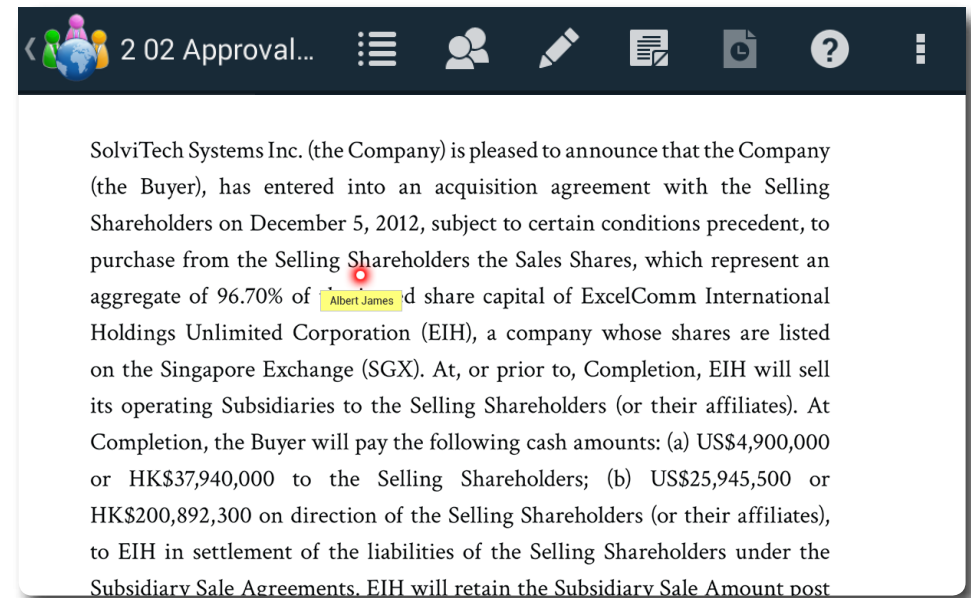 2 02 Approval...
SolviTech Systems Inc. (the Company) is pleased to announce that the Company
(the Buyer), has entered into an acquisition agreement with the Selling
Shareholders on December 5, 2012, subject to certain conditions precedent, to
purchase from the Selling Shareholders the Sales Shares, which represent an
aggregate of 96.70% of share capital of ExcelComm International
Albert James
Holdings Unlimited Corporation (EIH), a company whose shares are listed
on the Singapore Exchange (SGX). At, or prior to, Completion, EIH will sell
its operating Subsidiaries to the Selling Shareholders (or their affiliates). At
Completion, the Buyer will pay the following cash amounts: (a) US$4,900,000
or HK$37,940,000 to the Selling Shareholders; (b) US$25,945,500 or
HK$200,892,300 on direction of the Selling Shareholders (or their affiliates),
to EIH in settlement of the liabilities of the Selling Shareholders under the
Subsidiary Sale Agreements. EIH will retain the Subsidiary Sale Amount post